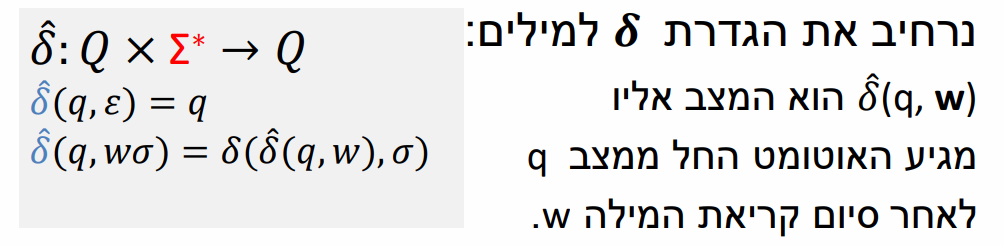 נרחיב את הגדרת δ למילים:
δ̂(q, w) הוא המצב אליו
מגיע האוטומט החל ממצב q
לאחר סיום קריאת המילה w.
δ̂: Q × Σ* → Q
δ̂(q, ε) = q
δ̂(q, wσ) = δ(δ̂(q, w), σ)